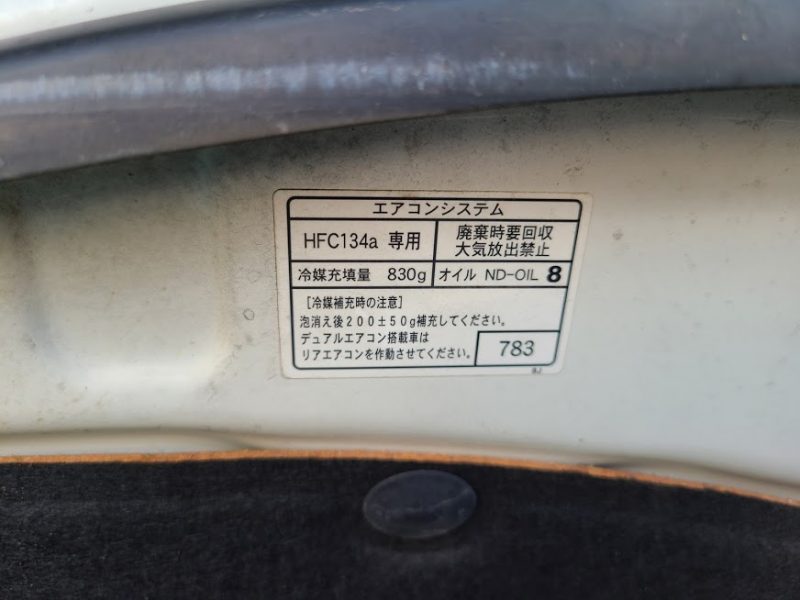 エアコンシステム
HFC134a 専用
廃棄時要回収
大気放出禁止
冷媒充填量 830g
オイル ND-OIL 8
[冷媒補充時の注意]
泡消え後200±50g補充してください。
デュアルエアコン搭載車は
リアエアコンを作動させてください。
783
BJ